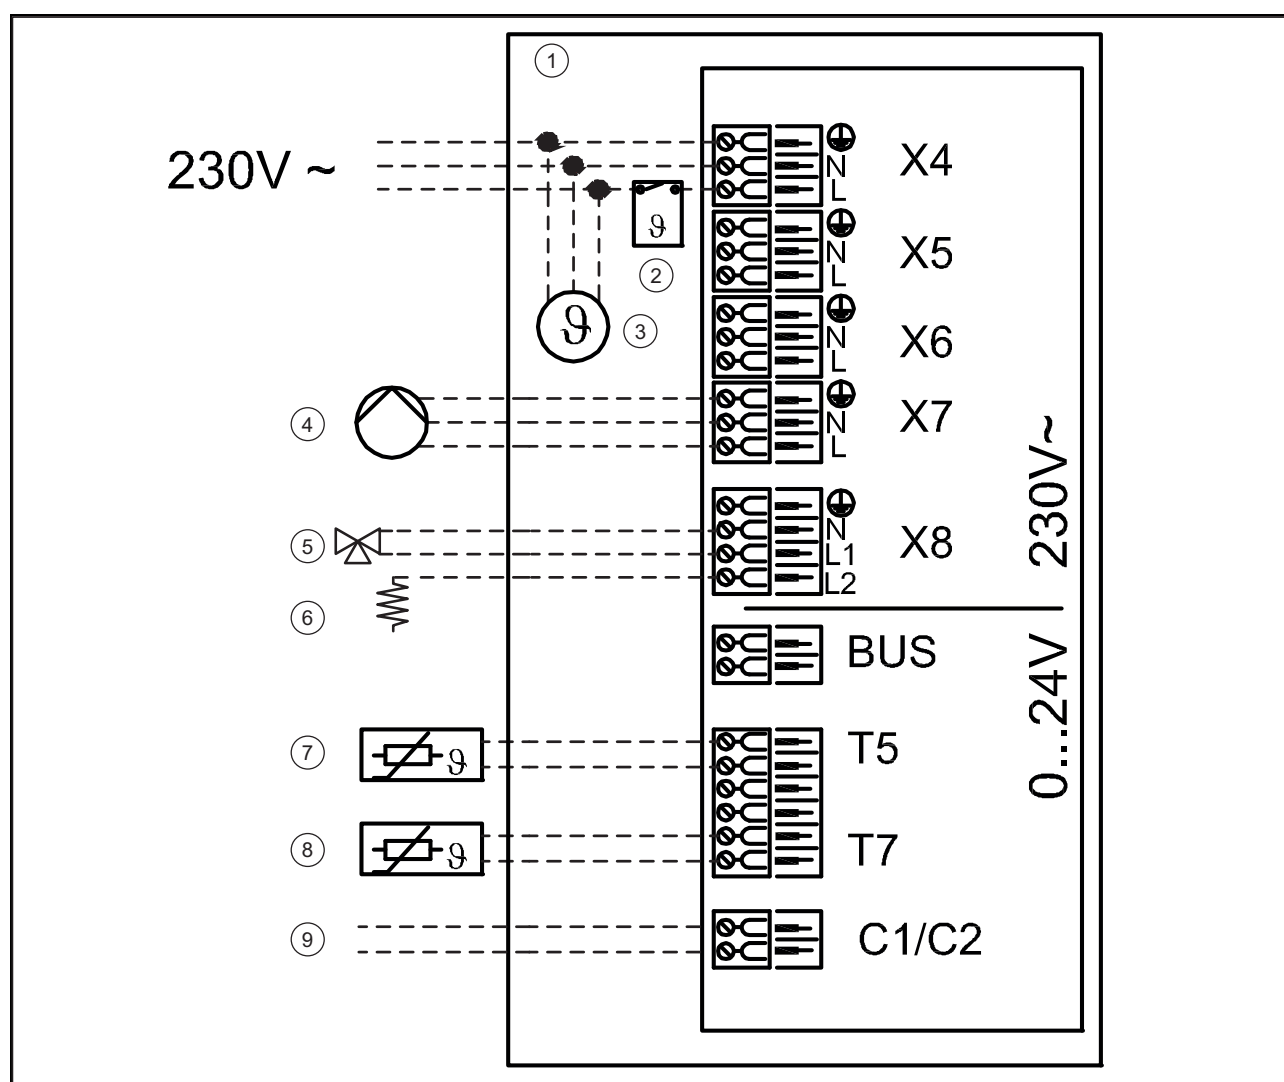 1
230V ~
N
L
X4
ϑ
2
N
L
X5
ϑ
3
N
L
X6
4
N
L
X7
230V~
5
N
L1
L2
X8
6
BUS
0...24V
7
ϑ
T5
8
ϑ
T7
9
C1/C2